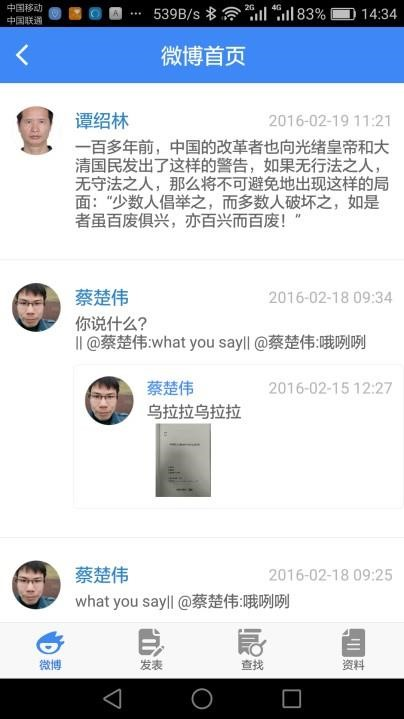 中国移动
中国联通
539B/s 2G 4G 83% 14:34
微博首页
谭绍林 2016-02-19 11:21
一百多年前，中国的改革者也向光绪皇帝和大
清国民发出了这样的警告，如果无行法之人，
无守法之人，那么将不可避免地出现这样的局
面：“少数人倡举之，而多数人破坏之，如是
者虽百废俱兴，亦百兴而百废！”
蔡楚伟 2016-02-18 09:34
你说什么?
|| @蔡楚伟:what you say|| @蔡楚伟:哦咧咧
蔡楚伟 2016-02-15 12:27
乌拉拉乌拉拉
蔡楚伟 2016-02-18 09:25
what you say|| @蔡楚伟:哦咧咧
微博 发表 查找 资料